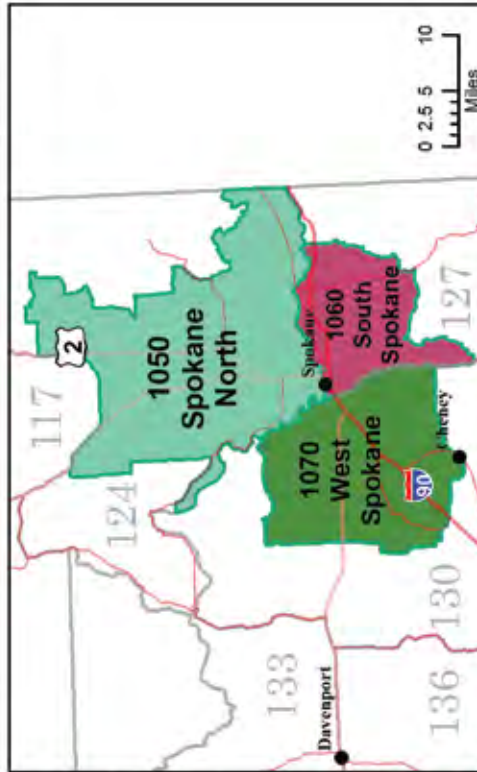 117
2
124
1050
Spokane
North
133
Davenport
1070
West
Spokane
Spokane
1060
South
Spokane
90
Cheney
136
130
127
0 2.5 5 10
Miles